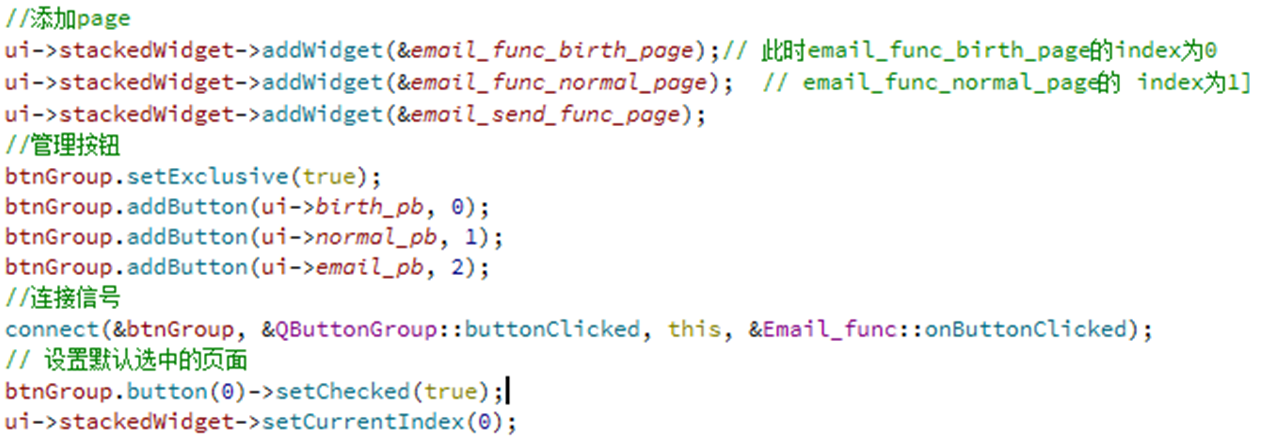 //添加page
ui->stackedWidget->addWidget(&email_func_birth_page);// 此时email_func_birth_page的index为0
ui->stackedWidget->addWidget(&email_func_normal_page);  // email_func_normal_page的 index为1]
ui->stackedWidget->addWidget(&email_send_func_page);
//管理按钮
btnGroup.setExclusive(true);
btnGroup.addButton(ui->birth_pb, 0);
btnGroup.addButton(ui->normal_pb, 1);
btnGroup.addButton(ui->email_pb, 2);
//连接信号
connect(&btnGroup, &QButtonGroup::buttonClicked, this, &Email_func::onButtonClicked);
// 设置默认选中的页面
btnGroup.button(0)->setChecked(true);
ui->stackedWidget->setCurrentIndex(0);